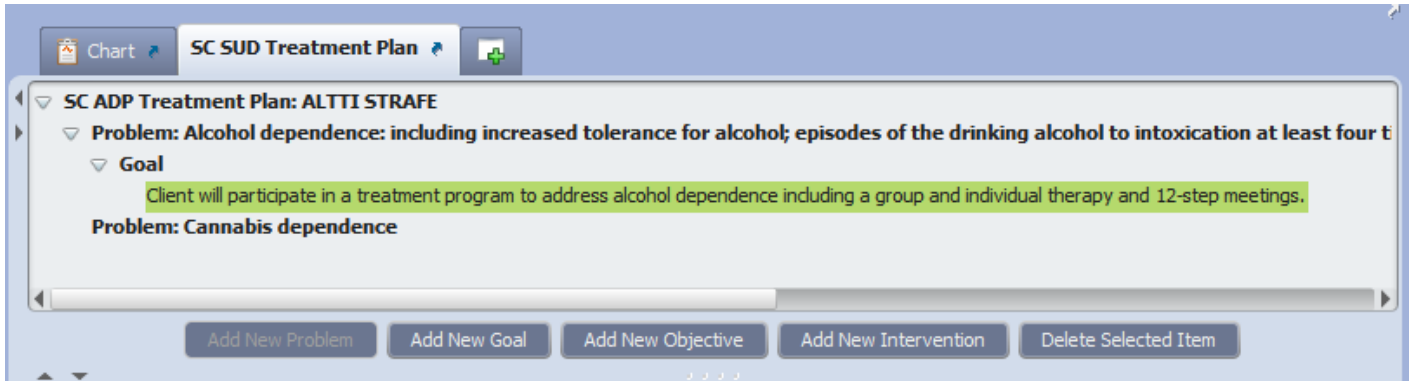 Chart
SC SUD Treatment Plan
SC ADP Treatment Plan: ALTTI STRAFE
Problem: Alcohol dependence: including increased tolerance for alcohol; episodes of the drinking alcohol to intoxication at least four ti
Goal
Client will participate in a treatment program to address alcohol dependence including a group and individual therapy and 12-step meetings.
Problem: Cannabis dependence
Add New Problem Add New Goal Add New Objective Add New Intervention Delete Selected Item